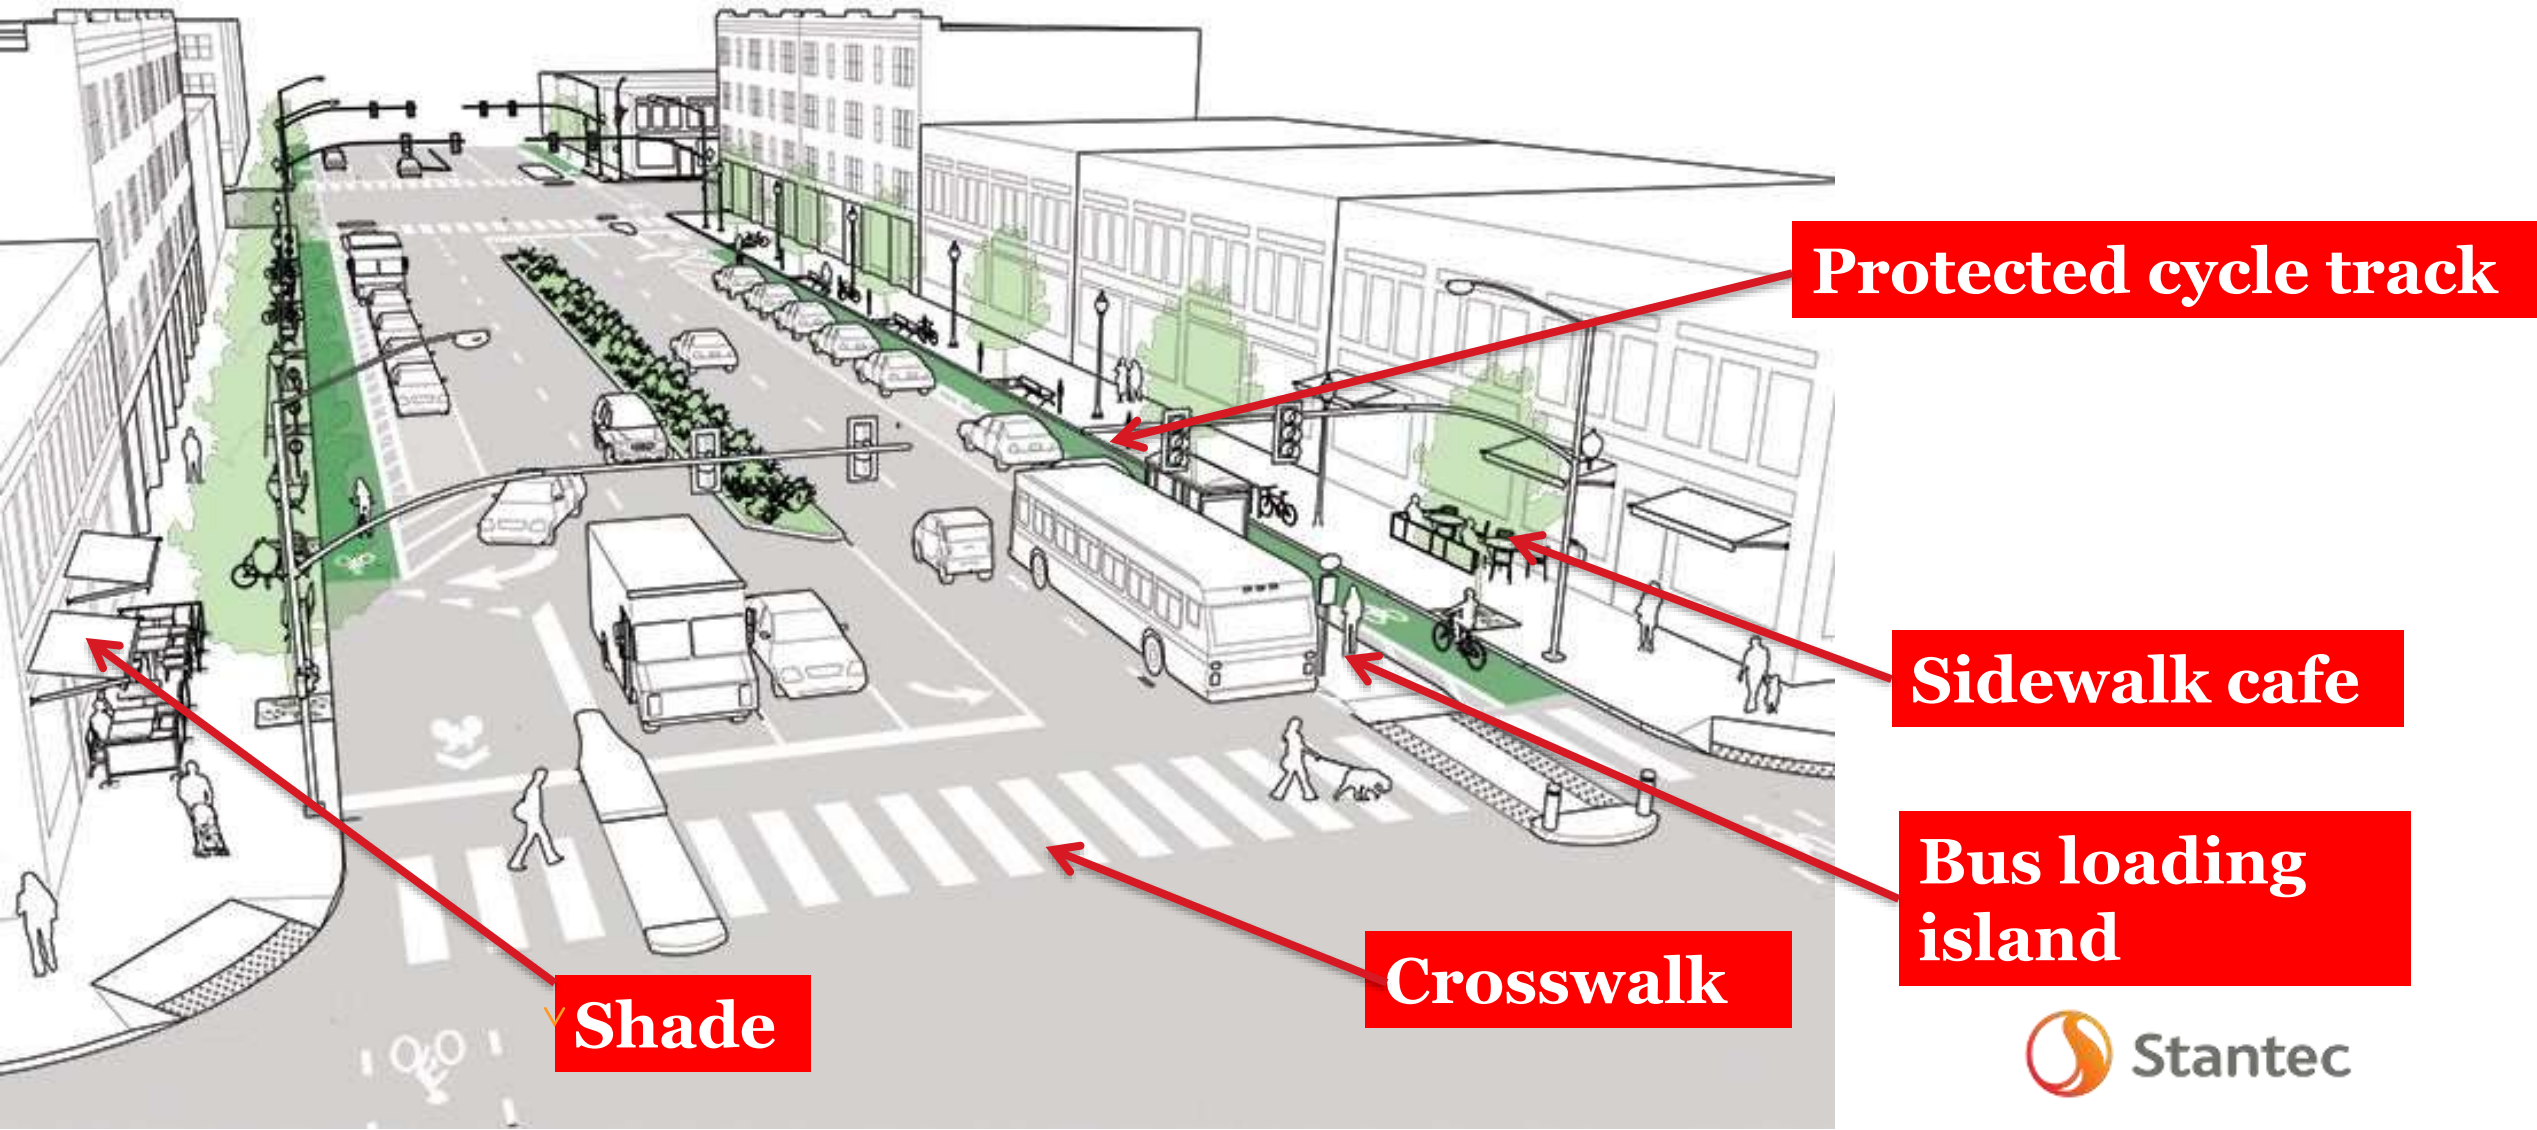 Protected cycle track
Sidewalk cafe
Bus loading
island
Crosswalk
Shade
Stantec